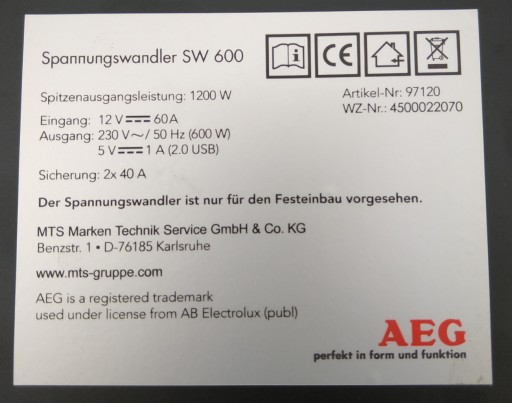 Spannungswandler SW 600
CE
Spitzenausgangsleistung: 1200 W
Artikel-Nr: 97120
WZ-Nr.: 4500022070
Eingang: 12 V⎓60A
Ausgang: 230 V~/ 50 Hz (600 W)
5 V⎓1 A (2.0 USB)
Sicherung: 2x 40 A
Der Spannungswandler ist nur für den Festeinbau vorgesehen.
MTS Marken Technik Service GmbH & Co. KG
Benzstr. 1 • D-76185 Karlsruhe
www.mts-gruppe.com
AEG is a registered trademark
used under license from AB Electrolux (publ)
AEG
perfekt in form und funktion